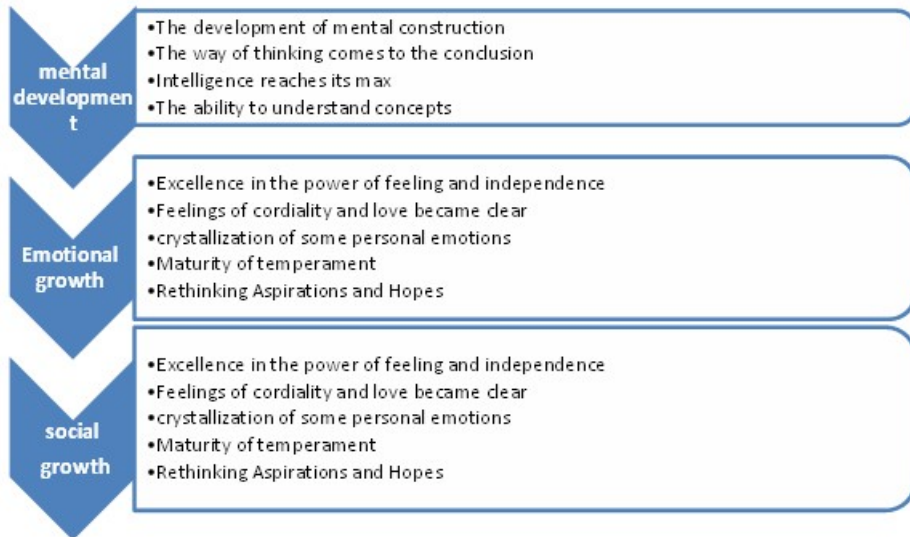 mental
developmen
t
•The development of mental construction
•The way of thinking comes to the conclusion
•Intelligence reaches its max
•The ability to understand concepts
Emotional
growth
•Excellence in the power of feeling and independence
•Feelings of cordiality and love became clear
•crystallization of some personal emotions
•Maturity of temperament
•Rethinking Aspirations and Hopes
social
growth
•Excellence in the power of feeling and independence
•Feelings of cordiality and love became clear
•crystallization of some personal emotions
•Maturity of temperament
•Rethinking Aspirations and Hopes